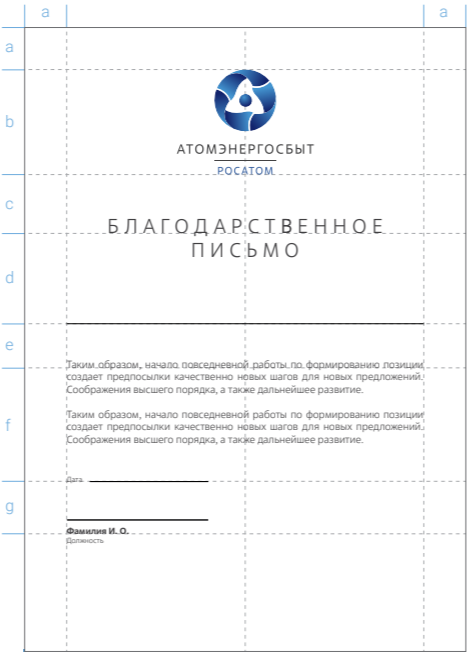 a a
a
b
АТОМЭНЕРГОСБЫТ
РОСАТОМ
c
БЛАГОДАРСТВЕННОЕ
ПИСЬМО
d
e
Таким образом, начало повседневной работы по формированию позиции
создает предпосылки качественно новых шагов для новых предложений.
Соображения высшего порядка, а также дальнейшее развитие.
f
Таким образом, начало повседневной работы по формированию позиции
создает предпосылки качественно новых шагов для новых предложений.
Соображения высшего порядка, а также дальнейшее развитие.
Дата
g
Фамилия И. О.
Должность